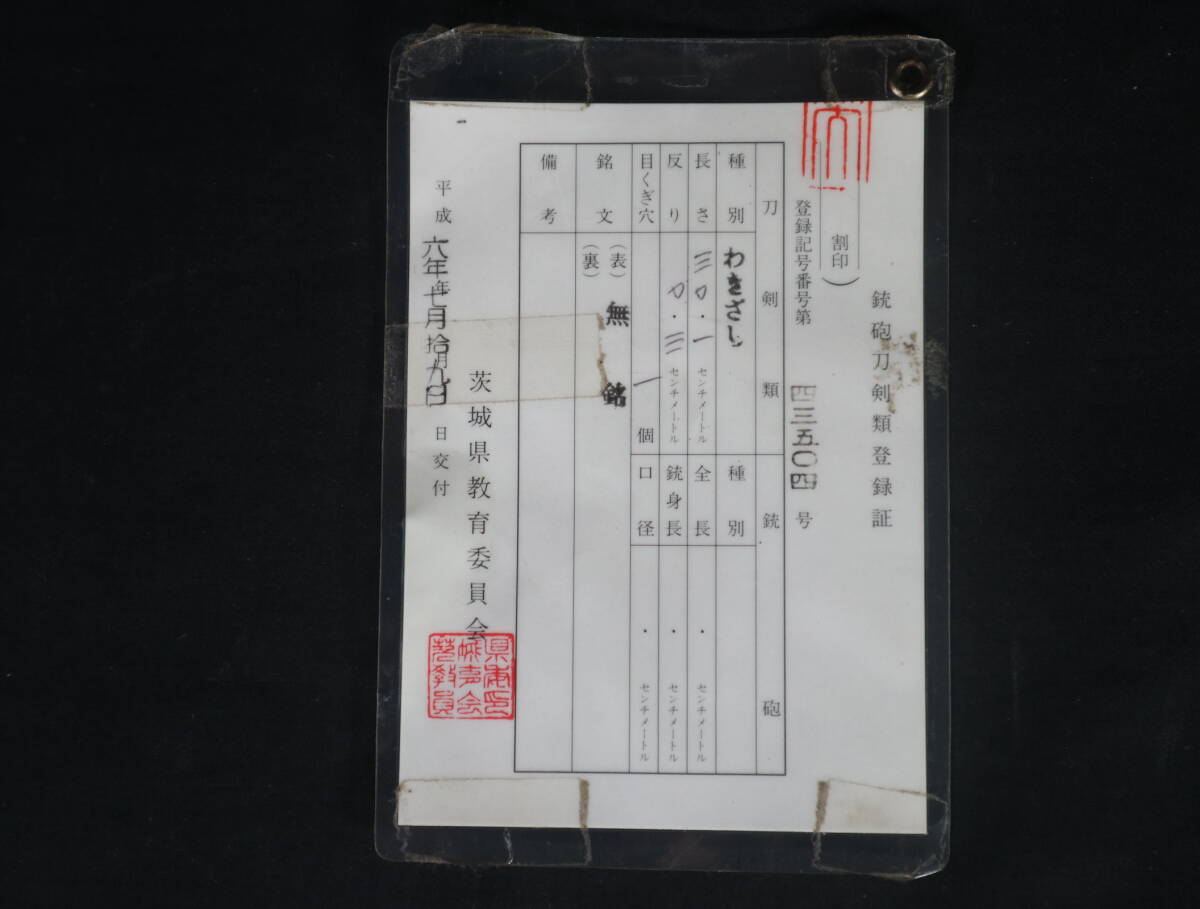 銃砲刀剣類登録証
(割印)
登録記号番号第四三五〇四号
刀剣類
銃砲
種別 わきざし
種別
長さ 三〇・一 センチメートル
全長 ・ センチメートル
反り 〇・三 センチメートル
銃身長 ・ センチメートル
目くぎ穴 一個
口径 ・ センチメートル
銘文 (表) 無銘
(裏)
備考
茨城県教育委員会
平成六年年七月月拾九日日交付